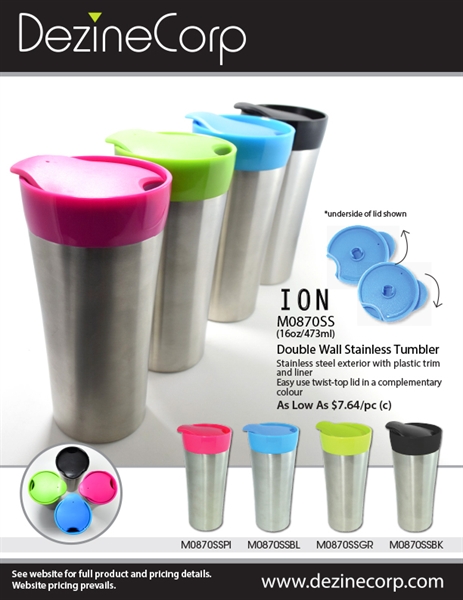 DezineCorp
*underside of lid shown
ION
M0870SS
(16oz/473ml)
Double Wall Stainless Tumbler
Stainless steel exterior with plastic trim
and liner
Easy use twist-top lid in a complementary
colour
As Low As $7.64/pc (c)
M0870SSPI
M0870SSBL
M0870SSGR
M0870SSBK
See website for full product and pricing details.
Website pricing prevails.
www.dezinecorp.com